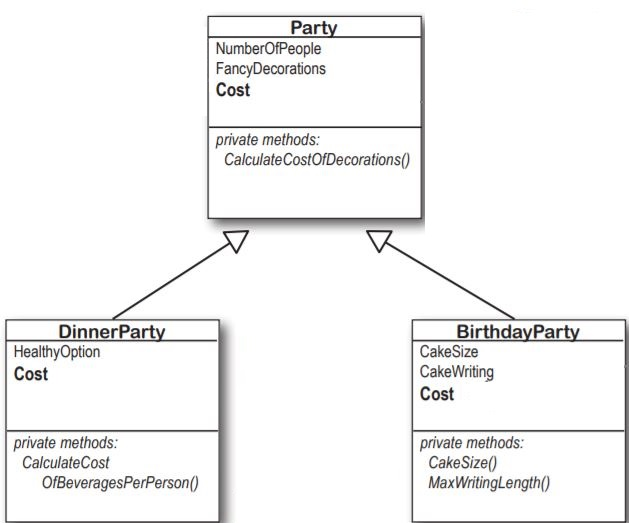 Party
NumberOfPeople
FancyDecorations
Cost
private methods:
CalculateCostOfDecorations()
DinnerParty
HealthyOption
Cost
private methods:
CalculateCost
OfBeveragesPerPerson()
BirthdayParty
CakeSize
CakeWriting
Cost
private methods:
CakeSize()
MaxWritingLength()